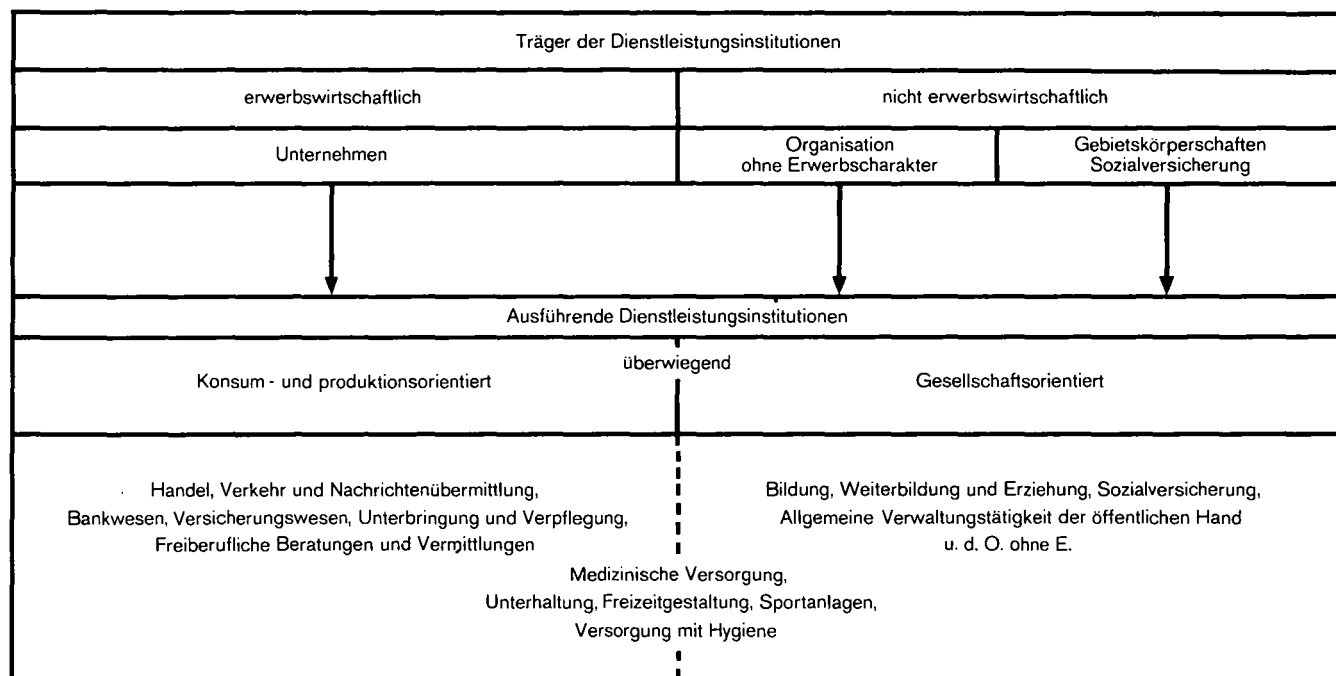 Träger der Dienstleistungsinstitutionen
erwerbswirtschaftlich
nicht erwerbswirtschaftlich
Unternehmen
Organisation
ohne Erwerbscharakter
Gebietskörperschaften
Sozialversicherung
Ausführende Dienstleistungsinstitutionen
überwiegend
Konsum - und produktionsorientiert
Gesellschaftsorientiert
Handel, Verkehr und Nachrichtenübermittlung,
Bankwesen, Versicherungswesen, Unterbringung und Verpflegung,
Freiberufliche Beratungen und Vermittlungen
Bildung, Weiterbildung und Erziehung, Sozialversicherung,
Allgemeine Verwaltungstätigkeit der öffentlichen Hand
u. d. O. ohne E.
Medizinische Versorgung,
Unterhaltung, Freizeitgestaltung, Sportanlagen,
Versorgung mit Hygiene